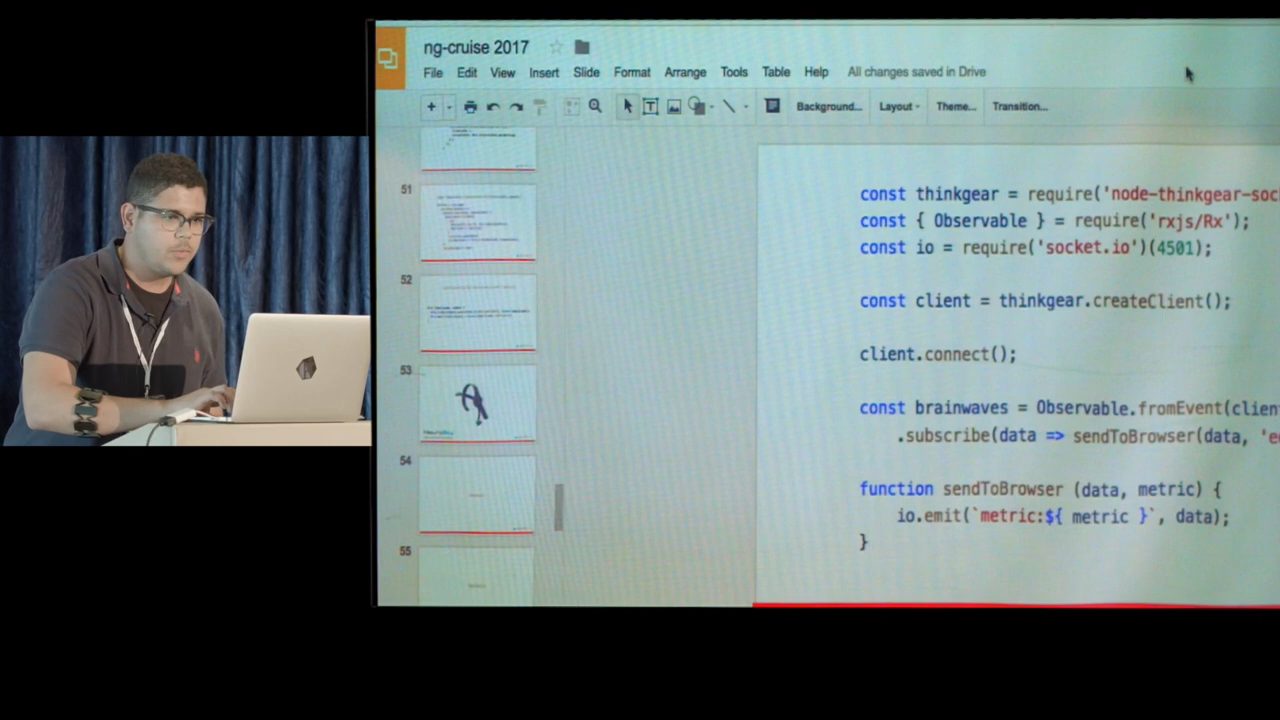 ng-cruise 2017
File Edit View Insert Slide Format Arrange Tools Table Help All changes saved in Drive
Background... Layout Theme... Transition...
51
52
53
54
55
const thinkgear = require('node-thinkgear-soc
const { Observable } = require('rxjs/Rx');
const io = require('socket.io')(4501);
const client = thinkgear.createClient();
client.connect();
const brainwaves = Observable.fromEvent(client
.subscribe(data => sendToBrowser(data, 'e
function sendToBrowser (data, metric) {
io.emit(`metric:${ metric }`, data);
}